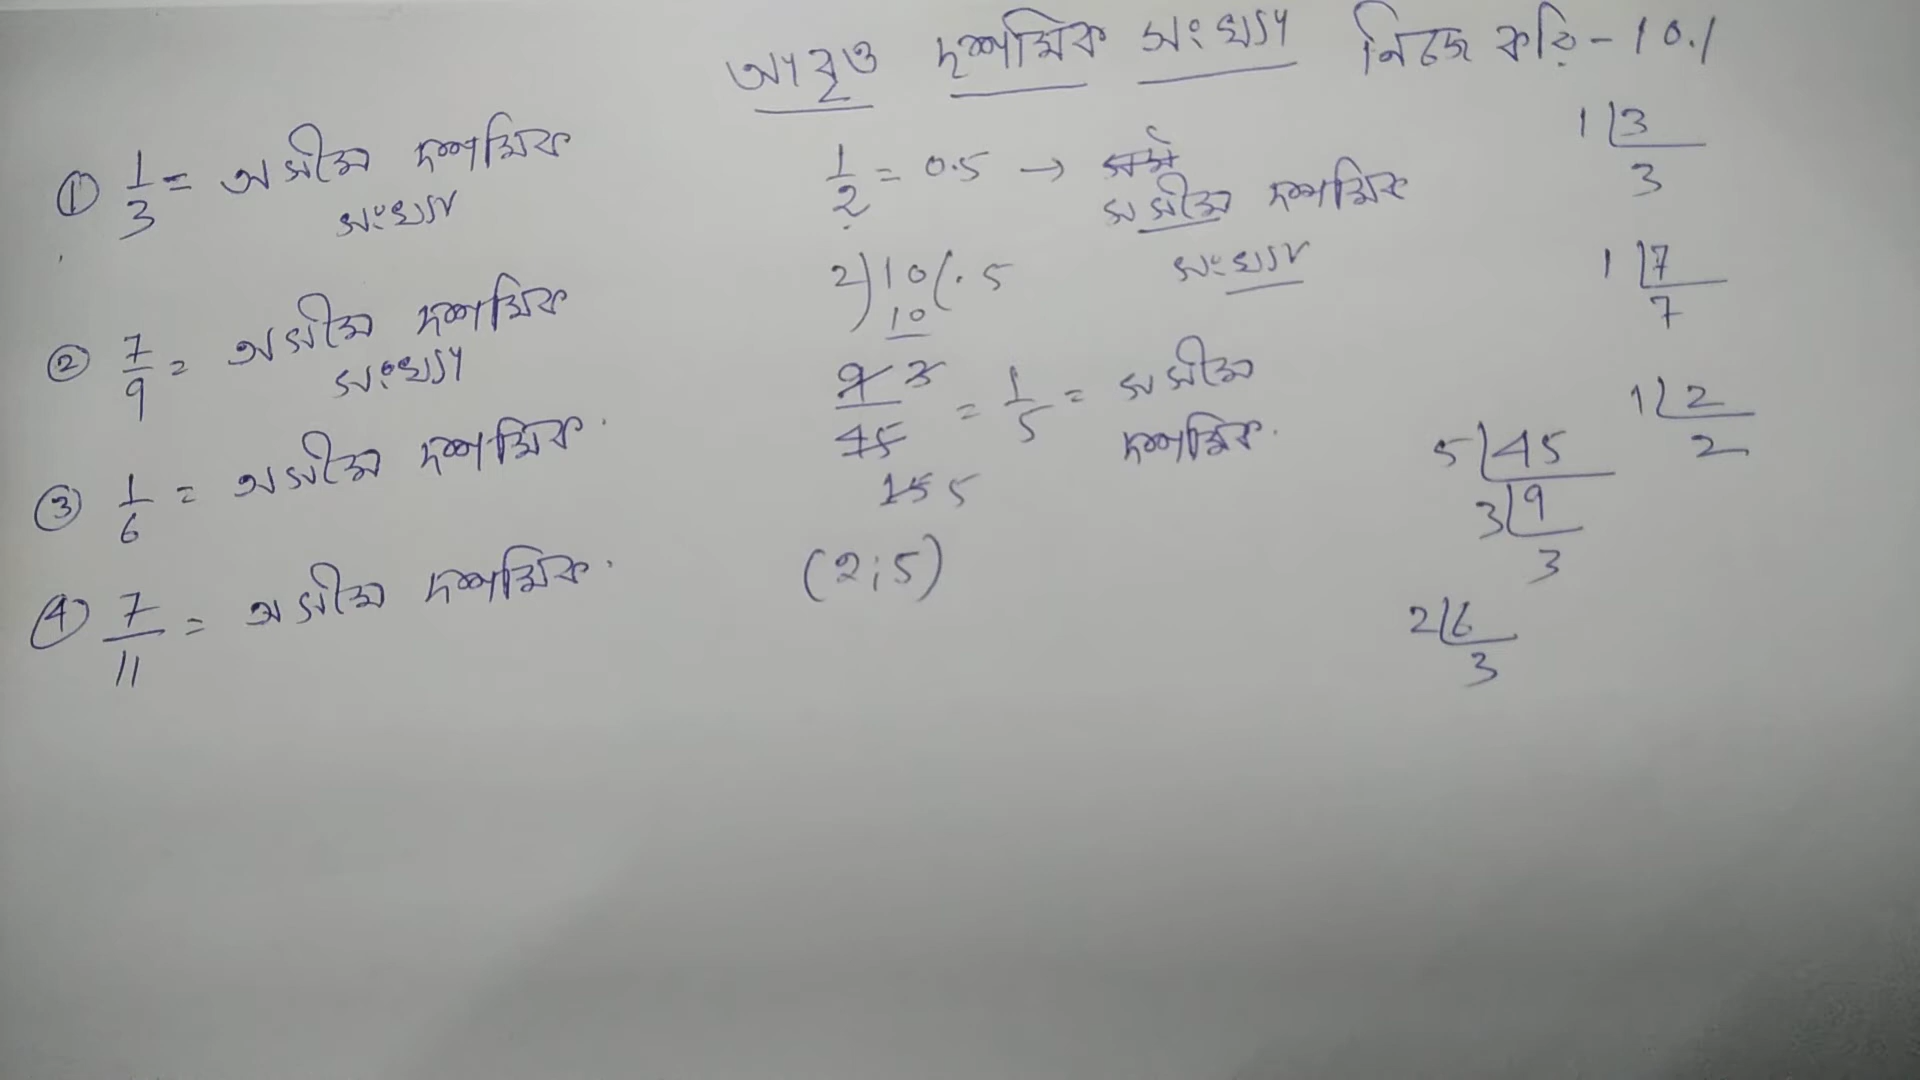 আবৃত দশমিক সংখ্যা নিজে করি - 10.1
① 1/3 = অসীম দশমিক
সংখ্যা
② 7/9 = অসীম দশমিক
সংখ্যা
③ 1/6 = অসীম দশমিক.
④ 7/11 = অসীম দশমিক.
1/2 = 0.5 → সসীম দশমিক
সংখ্যা
2)10(.5
10
9 3
45 = 1/5 = সসীম
দশমিক.
15 5
(2;5)
1 3
3
1 7
7
1 2
2
5 45
3 9
3
2 6
3